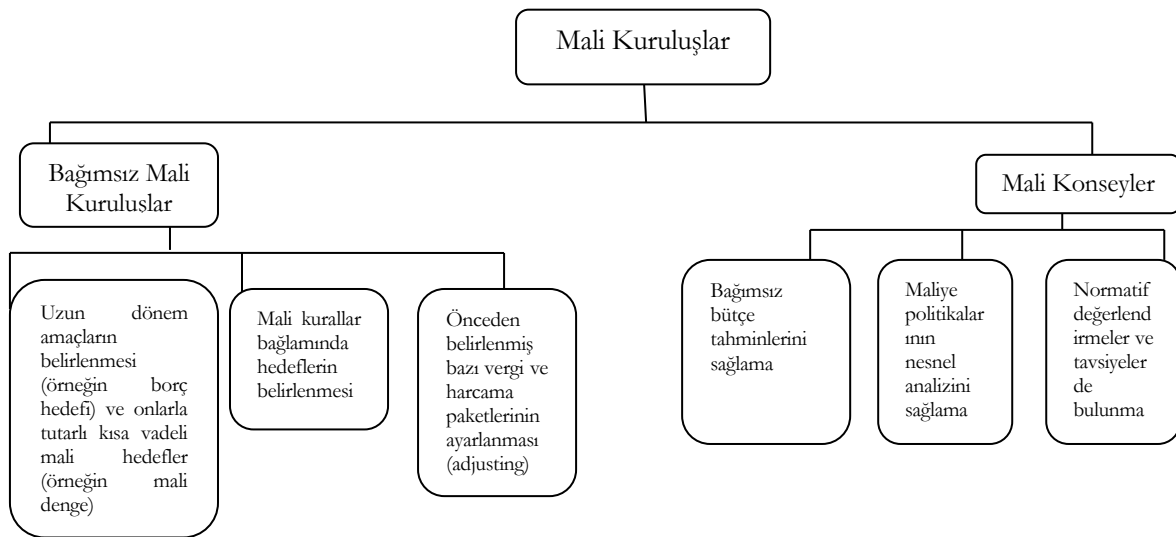 Mali Kuruluşlar
Bağımsız Mali
Kuruluşlar
Mali Konseyler
Uzun dönem
amaçların
belirlenmesi
(örneğin borç
hedefi) ve onlarla
tutarlı kısa vadeli
mali hedefler
(örneğin mali
denge)
Mali kurallar
bağlamında
hedeflerin
belirlenmesi
Önceden
belirlenmiş
bazı vergi ve
harcama
paketlerinin
ayarlanması
(adjusting)
Bağımsız
bütçe
tahminlerini
sağlama
Maliye
politikalar
ının
nesnel
analizini
sağlama
Normatif
değerlend
irmeler ve
tavsiyeler
de
bulunma